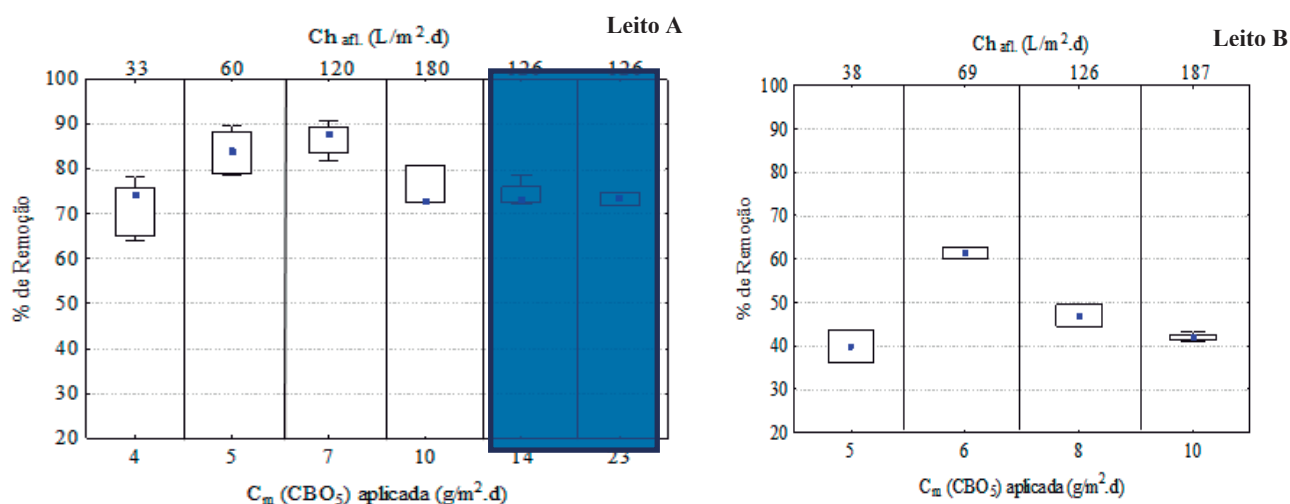 Ch afl. (L/m².d)
Leito A
33 60 120 180 126 126
100
90
80
70
60
50
40
30
20
% de Remoção
4 5 7 10 14 23
Cm (CBO5) aplicada (g/m².d)
Ch afl. (L/m².d)
Leito B
38 69 126 187
100
90
80
70
60
50
40
30
20
% de Remoção
5 6 8 10
Cm (CBO5) aplicada (g/m².d)